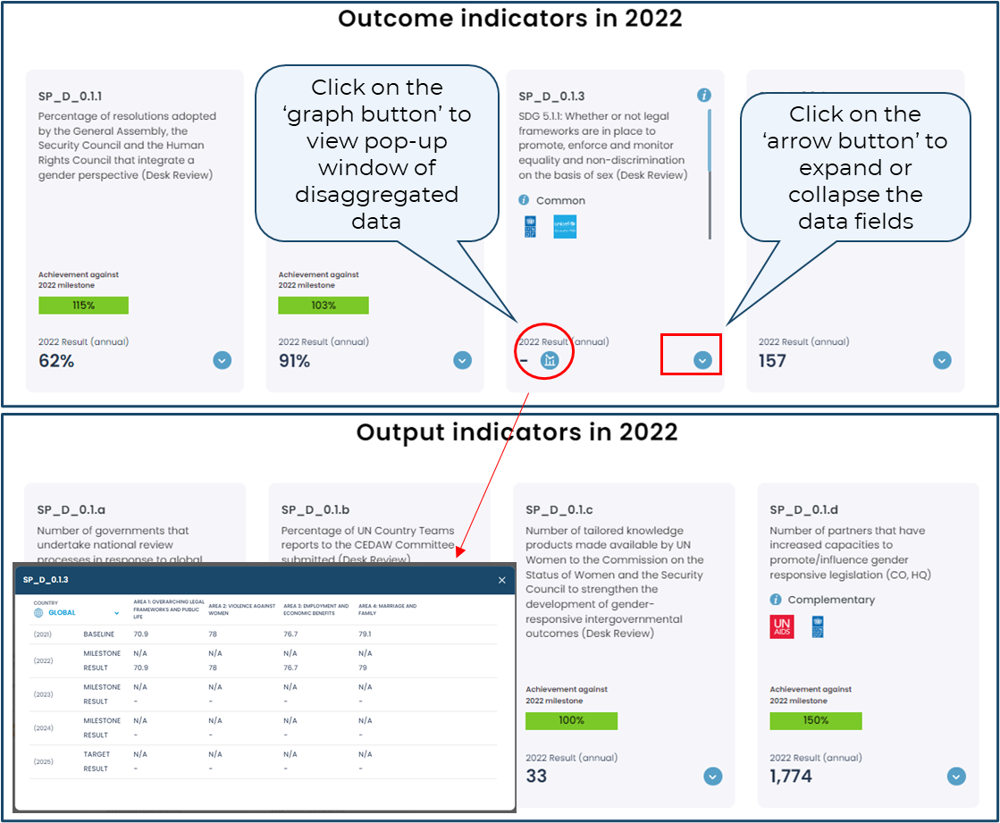 Outcome indicators in 2022
SP_D_0.1.1
Percentage of resolutions adopted
by the General Assembly, the
Security Council and the Human
Rights Council that integrate a
gender perspective (Desk Review)
Achievement against
2022 milestone
115%
2022 Result (annual)
62%
Click on the
‘graph button’ to
view pop-up
window of
disaggregated
data
Achievement against
2022 milestone
103%
2022 Result (annual)
91%
SP_D_0.1.3
SDG 5.1.1: Whether or not legal
frameworks are in place to
promote, enforce and monitor
equality and non-discrimination
on the basis of sex (Desk Review)
Common
UNDP
unicef
2022 Result (annual)
-
Click on the
‘arrow button’ to
expand or
collapse the
data fields
2022 Result (annual)
157
Output indicators in 2022
SP_D_0.1.a
Number of governments that
undertake national review
processes in response to global
SP_D_0.1.b
Percentage of UN Country Teams
reports to the CEDAW Committee
submitted (Desk Review)
SP_D_0.1.c
Number of tailored knowledge
products made available by UN
Women to the Commission on the
Status of Women and the Security
Council to strengthen the
development of gender-
responsive intergovernmental
outcomes (Desk Review)
Achievement against
2022 milestone
100%
2022 Result (annual)
33
SP_D_0.1.d
Number of partners that have
increased capacities to
promote/influence gender
responsive legislation (CO, HQ)
Complementary
UN
AIDS
UNDP
Achievement against
2022 milestone
150%
2022 Result (annual)
1,774
SP_D_0.1.3
COUNTRY
GLOBAL
AREA 1: OVERARCHING LEGAL
FRAMEWORKS AND PUBLIC
LIFE
AREA 2: VIOLENCE AGAINST
WOMEN
AREA 3: EMPLOYMENT AND
ECONOMIC BENEFITS
AREA 4: MARRIAGE AND
FAMILY
(2021) BASELINE 70.9 78 76.7 79.1
(2022) MILESTONE N/A N/A N/A N/A
RESULT 70.9 78 76.7 79
(2023) MILESTONE N/A N/A N/A N/A
RESULT - - - -
(2024) MILESTONE N/A N/A N/A N/A
RESULT - - - -
(2025) TARGET N/A N/A N/A N/A
RESULT - - - -